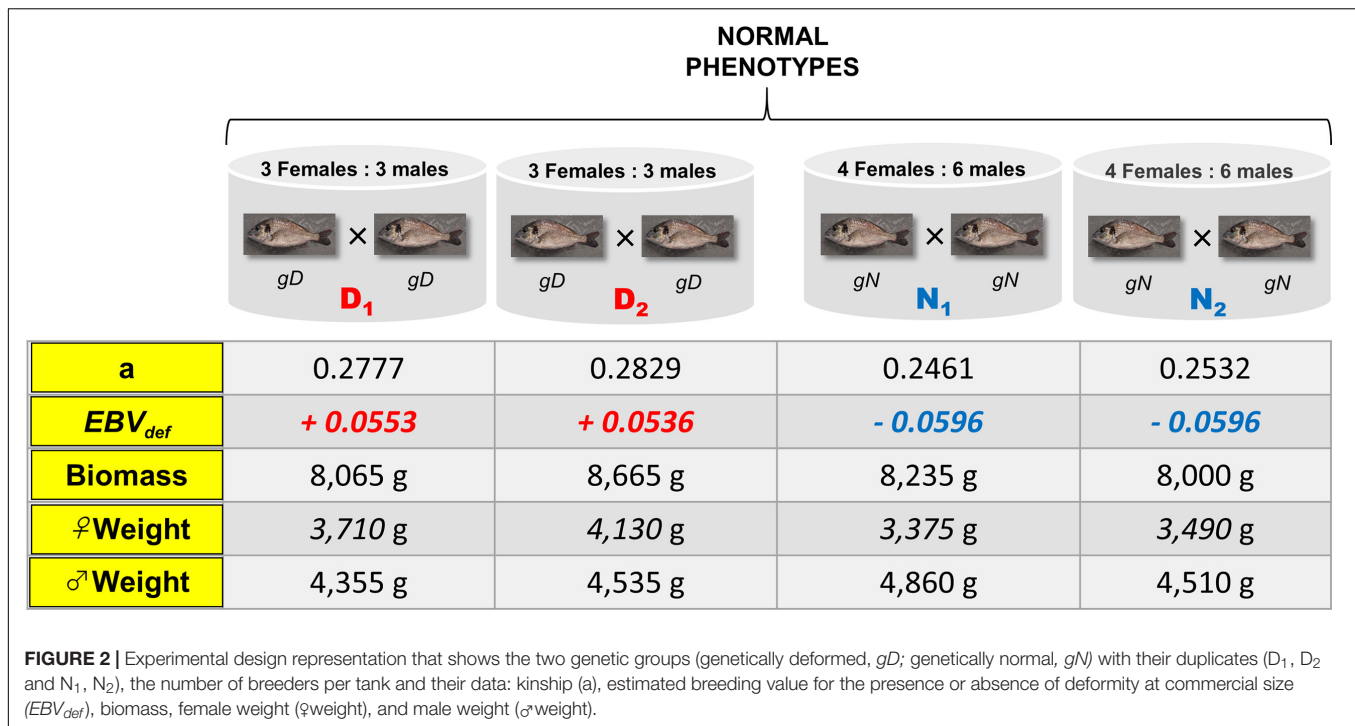 NORMAL
PHENOTYPES
3 Females : 3 males
3 Females : 3 males
4 Females : 6 males
4 Females : 6 males
× × × ×
gD gD gD gD gN gN gN gN
D₁ D₂ N₁ N₂
a 0.2777 0.2829 0.2461 0.2532
EBV_def + 0.0553 + 0.0536 - 0.0596 - 0.0596
Biomass 8,065 g 8,665 g 8,235 g 8,000 g
♀Weight 3,710 g 4,130 g 3,375 g 3,490 g
♂Weight 4,355 g 4,535 g 4,860 g 4,510 g
FIGURE 2 | Experimental design representation that shows the two genetic groups (genetically deformed, gD; genetically normal, gN) with their duplicates (D₁, D₂
and N₁, N₂), the number of breeders per tank and their data: kinship (a), estimated breeding value for the presence or absence of deformity at commercial size
(EBV_def), biomass, female weight (♀weight), and male weight (♂weight).